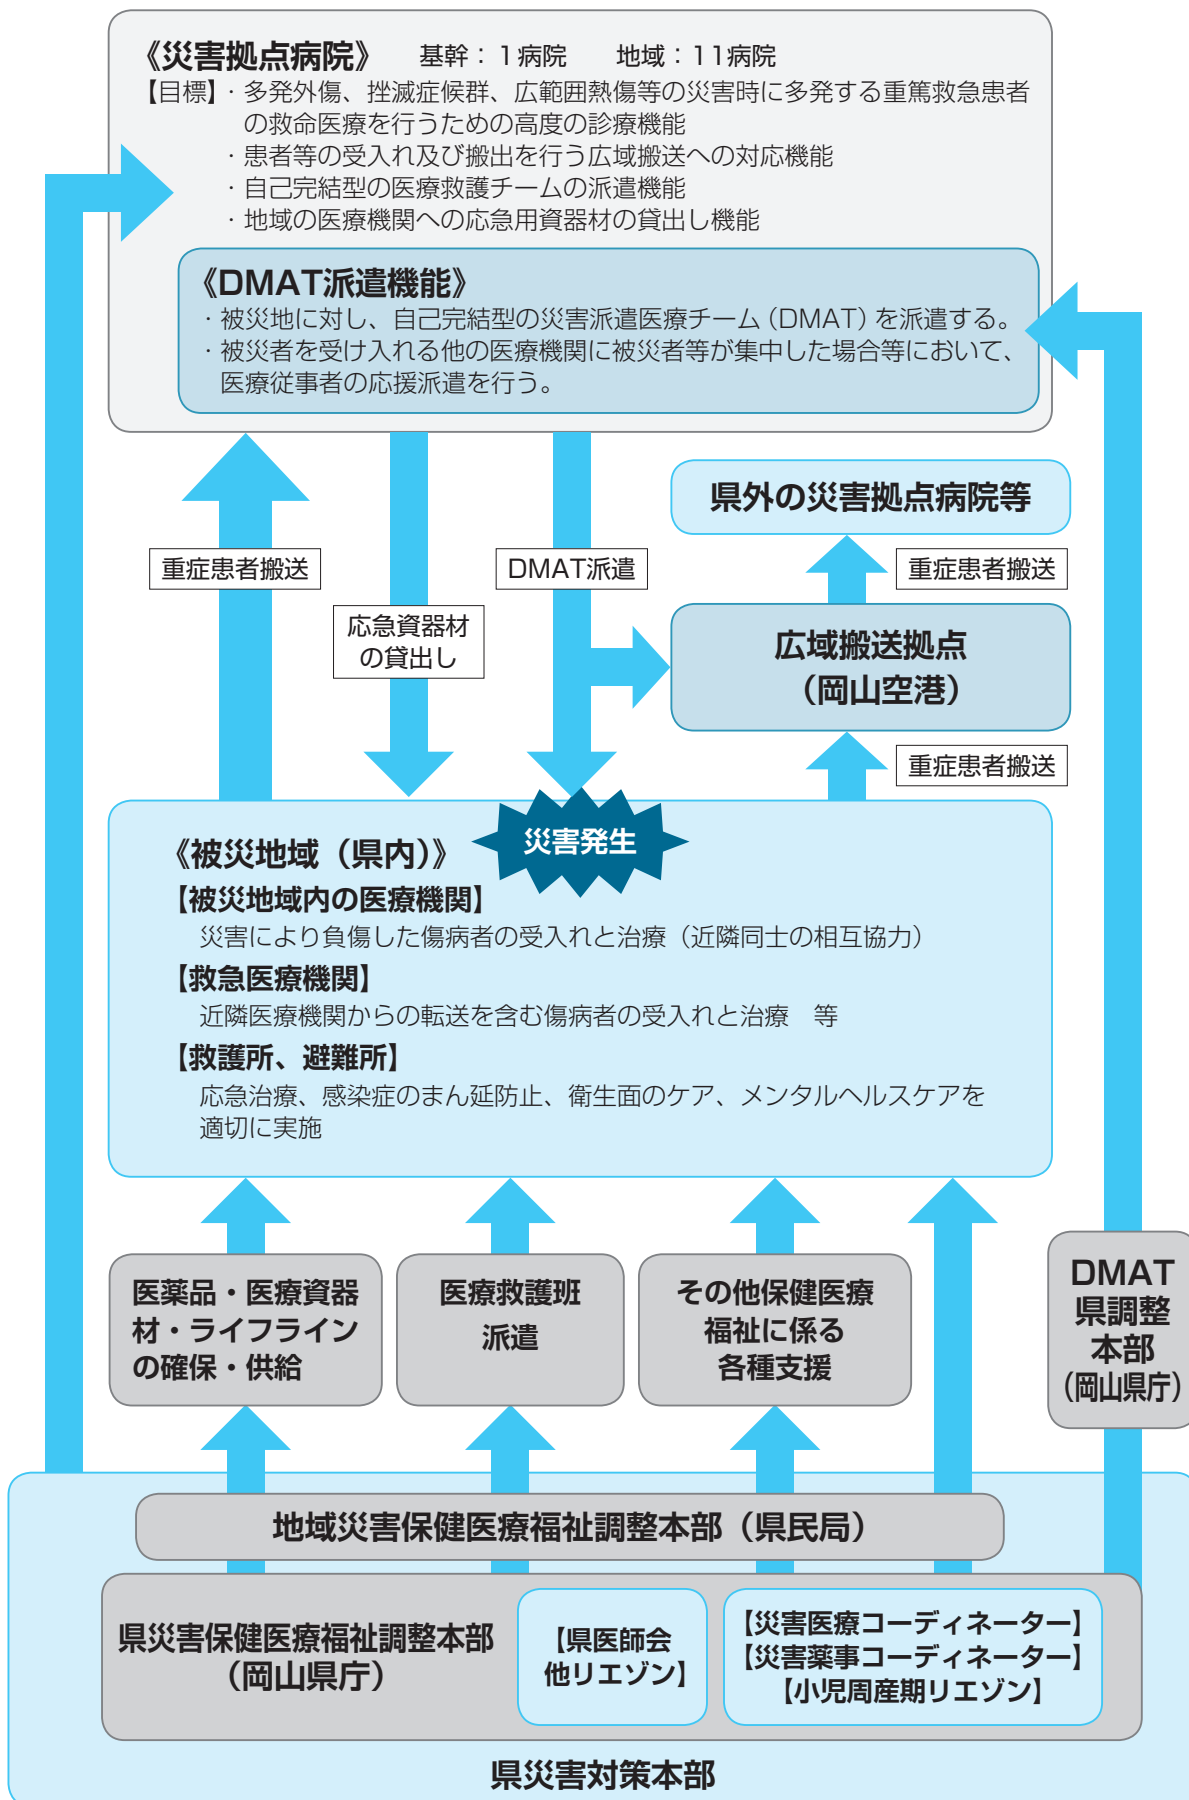 《災害拠点病院》 基幹：１病院 地域：11病院
【目標】・多発外傷、挫滅症候群、広範囲熱傷等の災害時に多発する重篤救急患者
の救命医療を行うための高度の診療機能
・患者等の受入れ及び搬出を行う広域搬送への対応機能
・自己完結型の医療救護チームの派遣機能
・地域の医療機関への応急用資器材の貸出し機能
《DMAT派遣機能》
・被災地に対し、自己完結型の災害派遣医療チーム（DMAT）を派遣する。
・被災者を受け入れる他の医療機関に被災者等が集中した場合等において、
医療従事者の応援派遣を行う。
県外の災害拠点病院等
重症患者搬送
DMAT派遣
重症患者搬送
応急資器材
の貸出し
広域搬送拠点
（岡山空港）
重症患者搬送
災害発生
《被災地域（県内）》
【被災地域内の医療機関】
災害により負傷した傷病者の受入れと治療（近隣同士の相互協力）
【救急医療機関】
近隣医療機関からの転送を含む傷病者の受入れと治療　等
【救護所、避難所】
応急治療、感染症のまん延防止、衛生面のケア、メンタルヘルスケアを
適切に実施
医薬品・医療資器
材・ライフライン
の確保・供給
医療救護班
派遣
その他保健医療
福祉に係る
各種支援
DMAT
県調整
本部
（岡山県庁）
地域災害保健医療福祉調整本部（県民局）
県災害保健医療福祉調整本部
（岡山県庁）
【県医師会
他リエゾン】
【災害医療コーディネーター】
【災害薬事コーディネーター】
【小児周産期リエゾン】
県災害対策本部